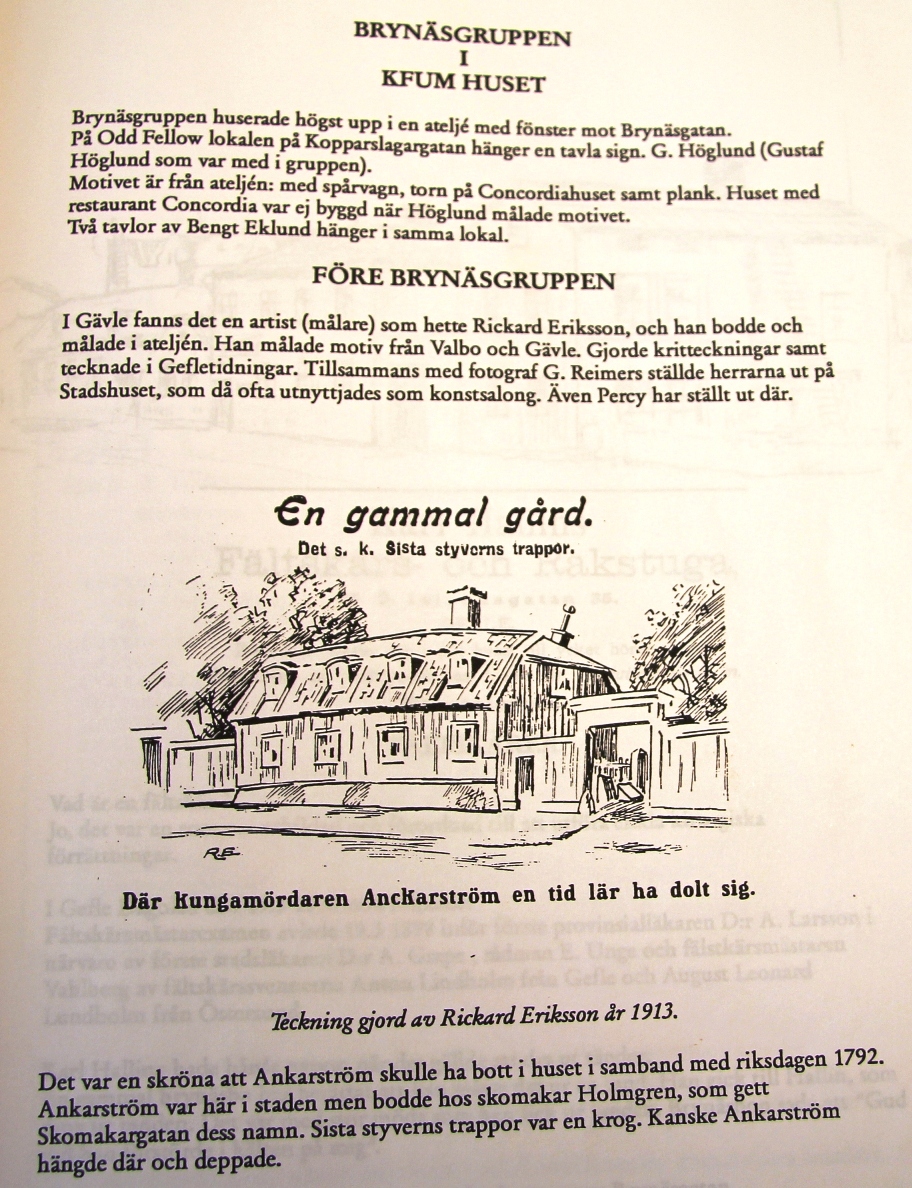 BRYNÄSGRUPPEN
I
KFUM HUSET
Brynäsgruppen huserade högst upp i en ateljé med fönster mot Brynäsgatan.
På Odd Fellow lokalen på Kopparslagargatan hänger en tavla sign. G. Höglund (Gustaf
Höglund som var med i gruppen).
Motivet är från ateljén: med spårvagn, torn på Concordiahuset samt plank. Huset med
restaurant Concordia var ej byggd när Höglund målade motivet.
Två tavlor av Bengt Eklund hänger i samma lokal.
FÖRE BRYNÄSGRUPPEN
I Gävle fanns det en artist (målare) som hette Rickard Eriksson, och han bodde och
målade i ateljén. Han målade motiv från Valbo och Gävle. Gjorde kritteckningar samt
tecknade i Gefletidningar. Tillsammans med fotograf G. Reimers ställde herrarna ut på
Stadshuset, som då ofta utnyttjades som konstsalong. Även Percy har ställt ut där.
En gammal gård.
Det s. k. Sista styverns trappor.
RE
Där Kungamördaren AncKarström en tid lär ha dolt sig.
Teckning gjord av Rickard Eriksson år 1913.
Det var en skröna att Ankarström skulle ha bott i huset i samband med riksdagen 1792.
Ankarström var här i staden men bodde hos skomakar Holmgren, som gett
Skomakargatan dess namn. Sista styverns trappor var en krog. Kanske Ankarström
hängde där och deppade.